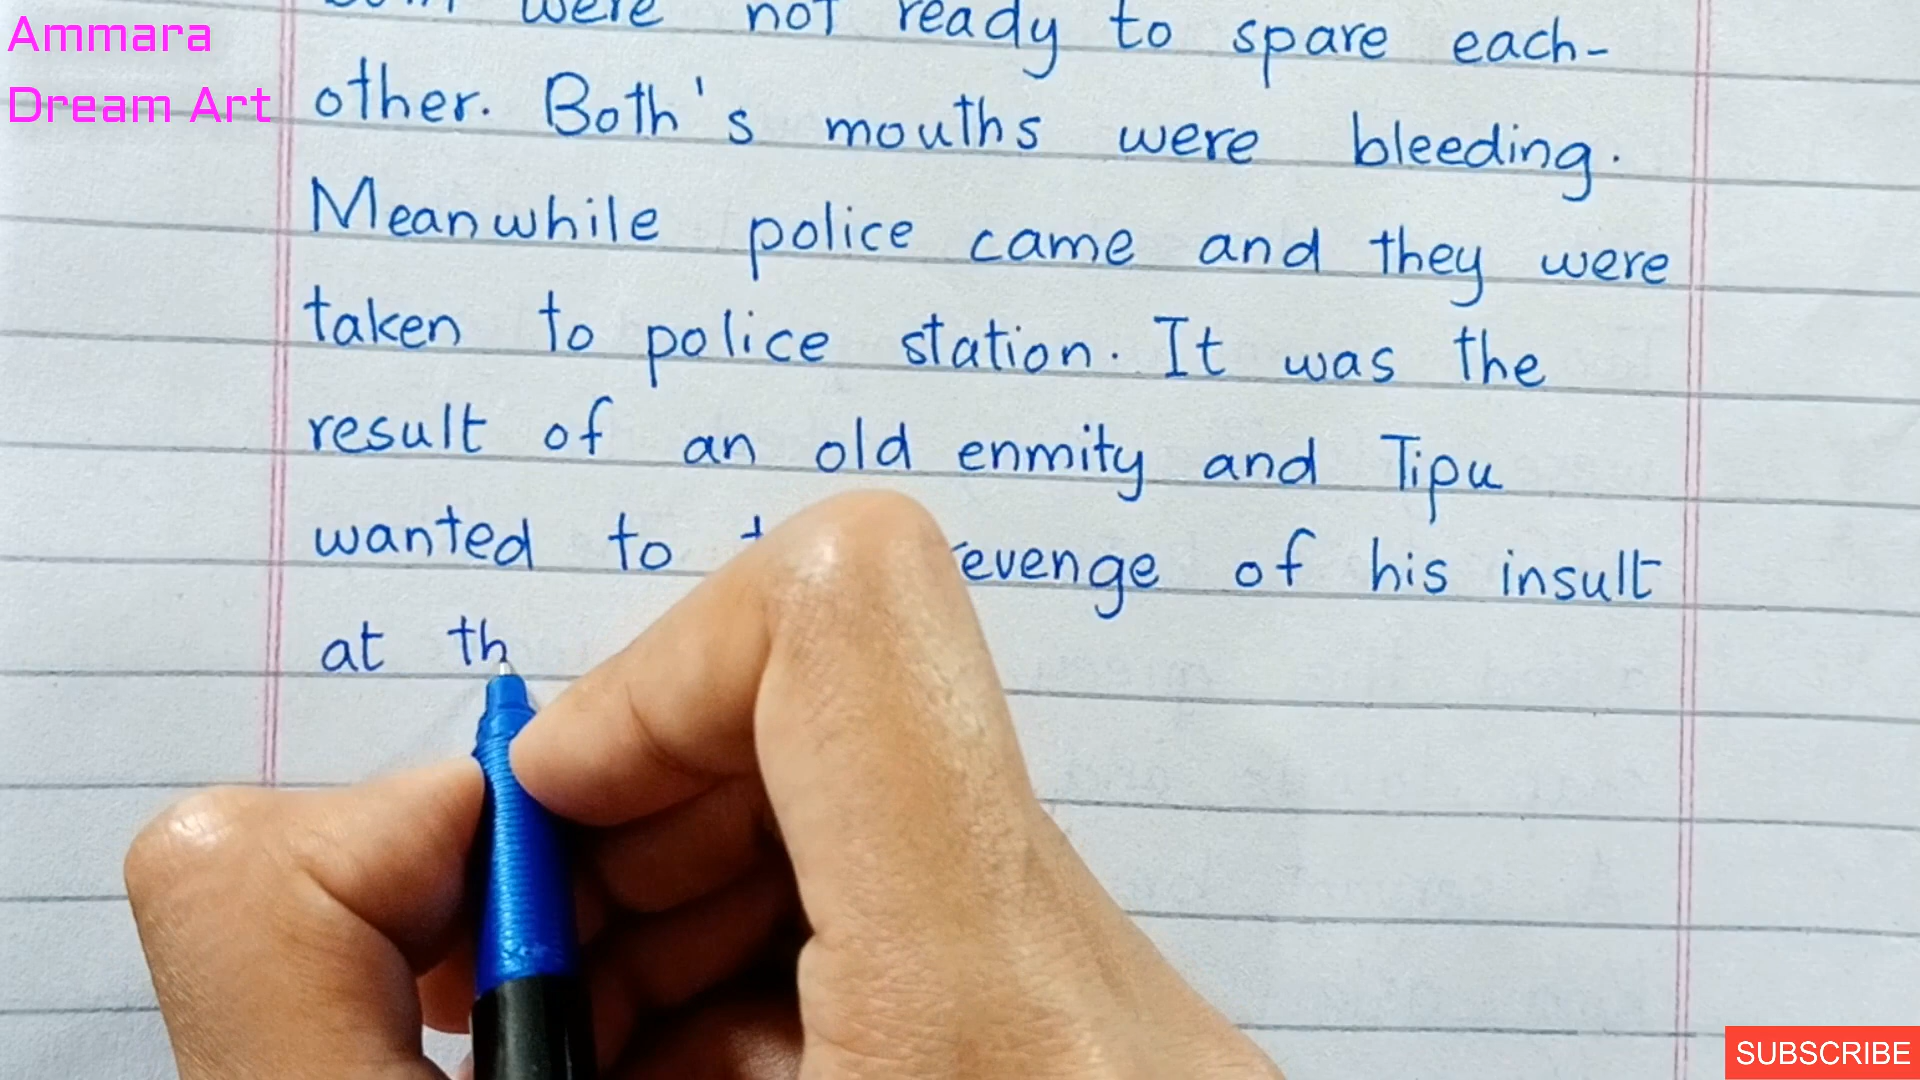 Ammara
Dream Art
were not ready to spare each-
other. Both's mouths were bleeding.
Meanwhile police came and they were
taken to police station. It was the
result of an old enmity and Tipu
wanted to revenge of his insult
at th
SUBSCRIBE